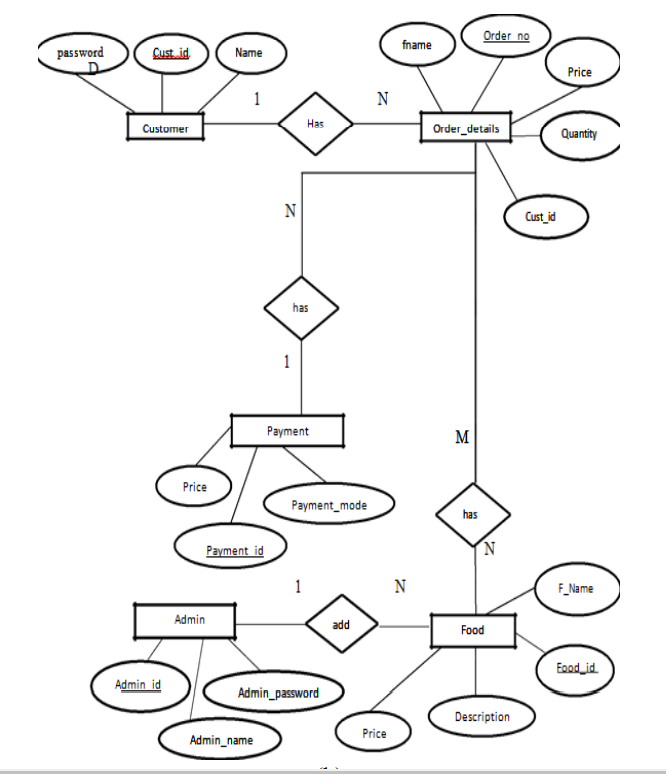 password
D
Cust_id
Name
fname
Order_no
Price
Quantity
Cust_id
Customer
1
Has
N
Order_details
N
has
1
Payment
Price
Payment_id
Payment_mode
M
has
N
Admin
1
add
N
Food
F_Name
Food_id
Description
Price
Admin_id
Admin_password
Admin_name